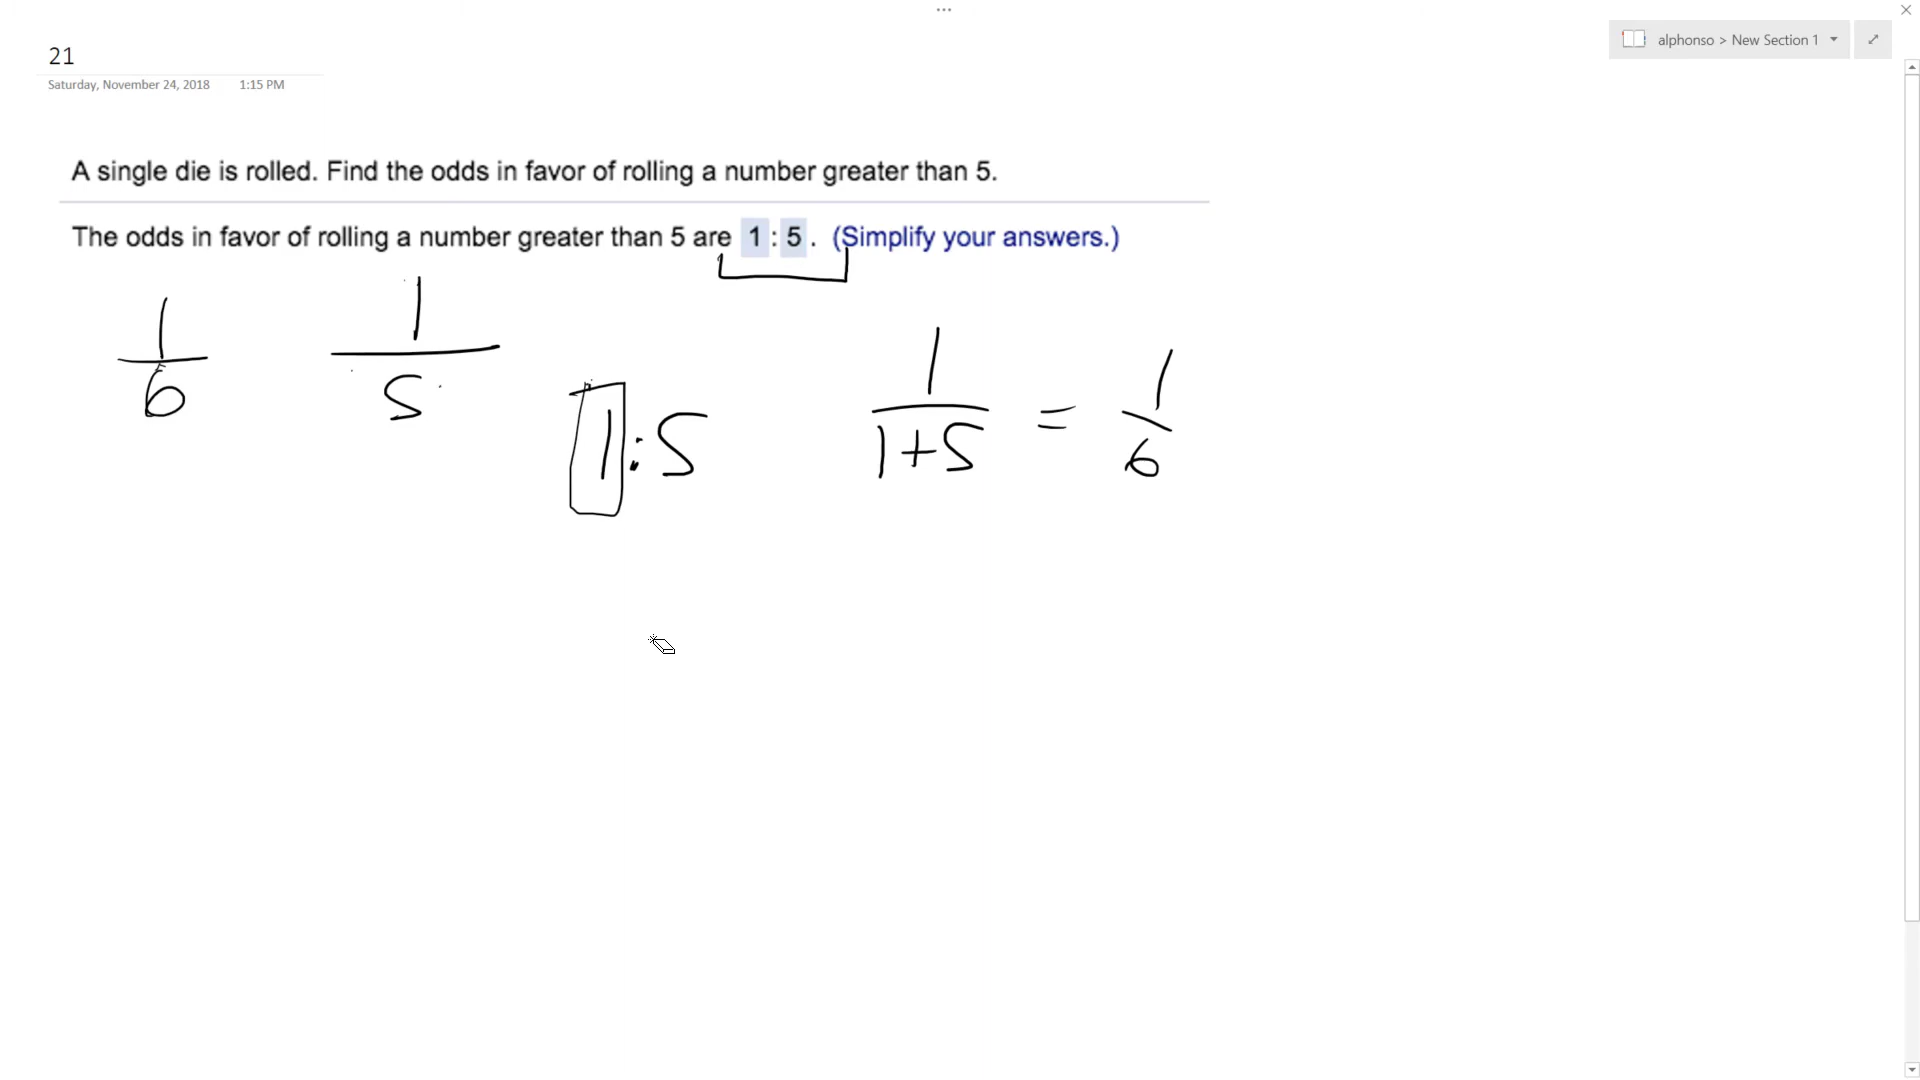 ...
alphonso > New Section 1
21
Saturday, November 24, 2018 1:15 PM
A single die is rolled. Find the odds in favor of rolling a number greater than 5.
The odds in favor of rolling a number greater than 5 are 1 : 5 . (Simplify your answers.)
1/6 1/5
1:5 1/(1+5) = 1/6